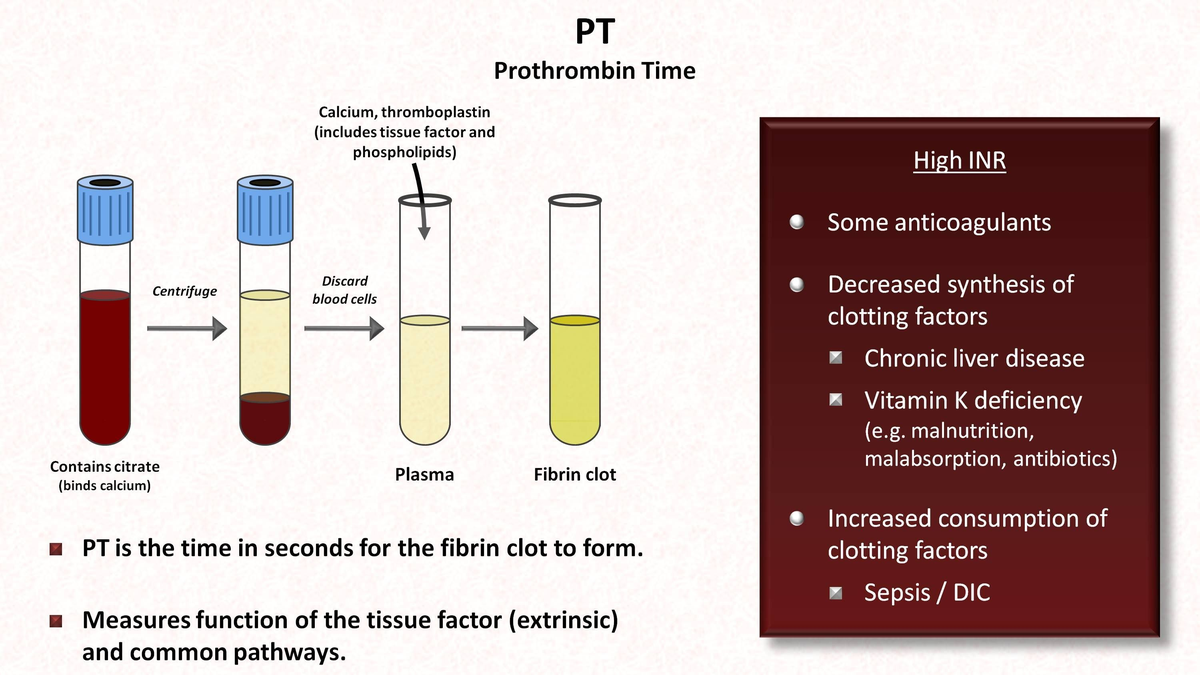 PT
Prothrombin Time
Calcium, thromboplastin
(includes tissue factor and
phospholipids)
Centrifuge
Discard
blood cells
Contains citrate
(binds calcium)
Plasma
Fibrin clot
PT is the time in seconds for the fibrin clot to form.
Measures function of the tissue factor (extrinsic)
and common pathways.
High INR
Some anticoagulants
Decreased synthesis of
clotting factors
Chronic liver disease
Vitamin K deficiency
(e.g. malnutrition,
malabsorption, antibiotics)
Increased consumption of
clotting factors
Sepsis / DIC